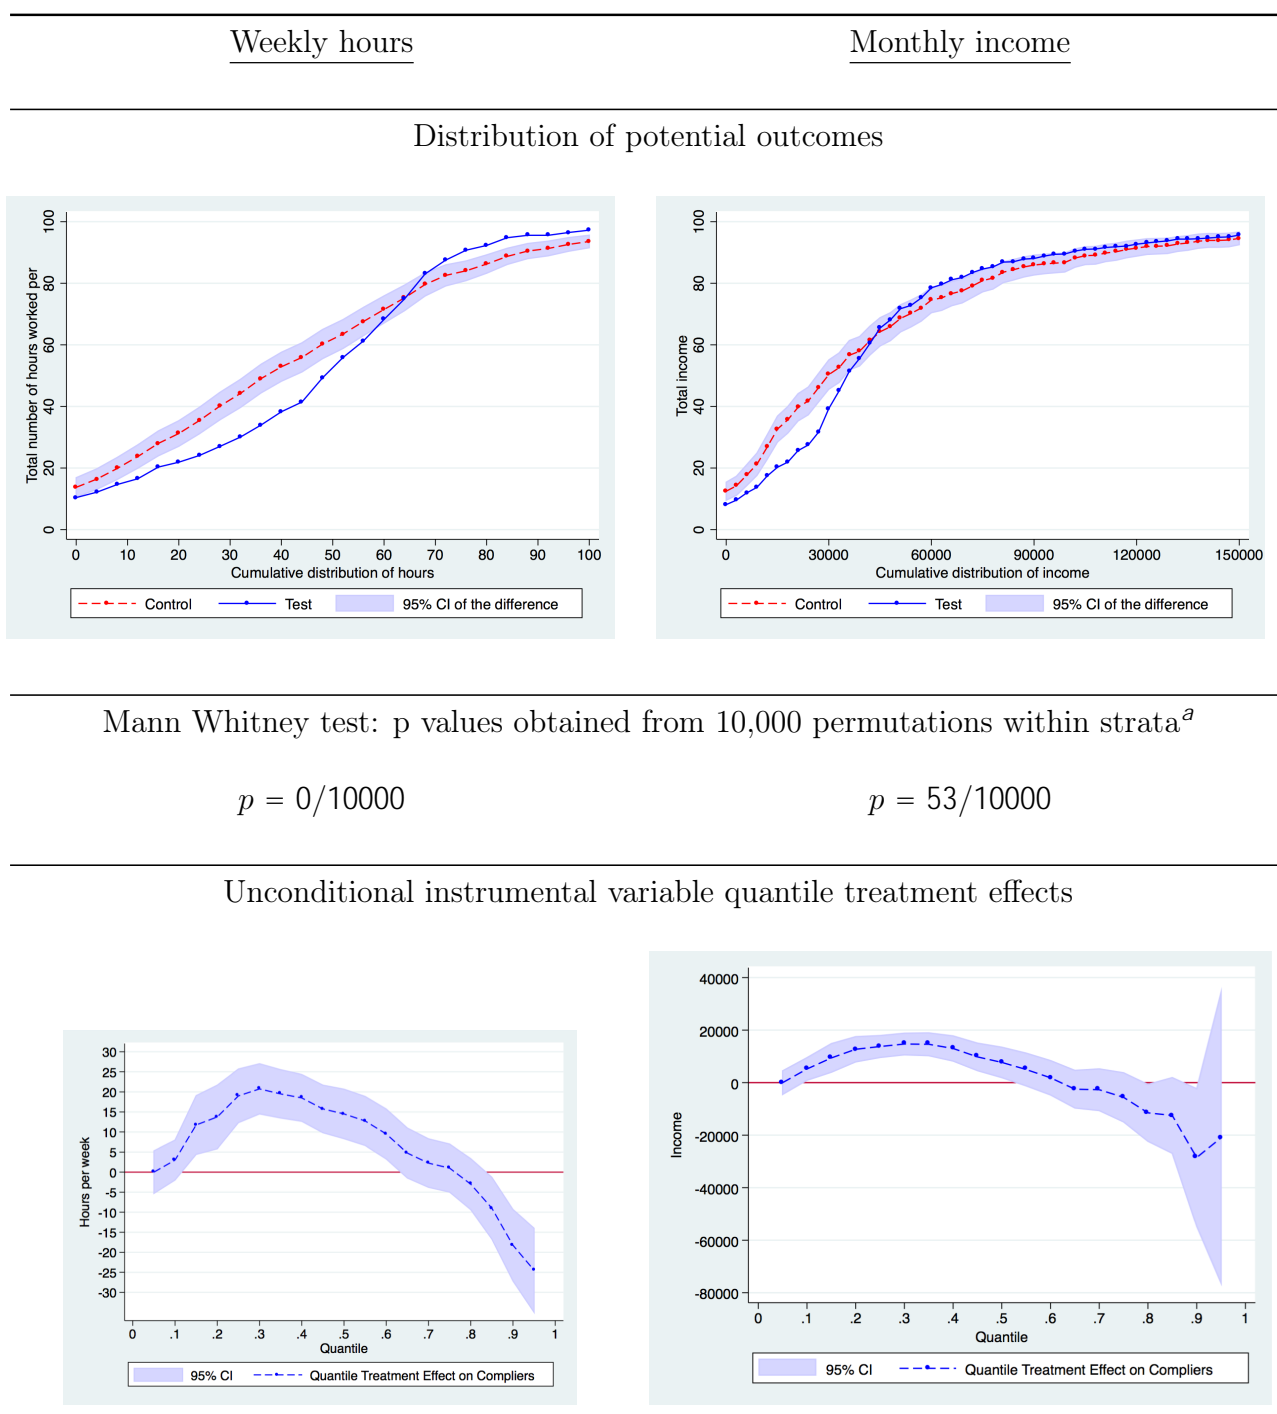 Weekly hours
Monthly income
Distribution of potential outcomes
Total number of hours worked per
0
20
40
60
80
100
0 10 20 30 40 50 60 70 80 90 100
Cumulative distribution of hours
Control Test 95% CI of the difference
Total income
0
20
40
60
80
100
0 30000 60000 90000 120000 150000
Cumulative distribution of income
Control Test 95% CI of the difference
Mann Whitney test: p values obtained from 10,000 permutations within strata^a
p = 0/10000
p = 53/10000
Unconditional instrumental variable quantile treatment effects
Hours per week
30
25
20
15
10
5
0
-5
-10
-15
-20
-25
-30
0 .1 .2 .3 .4 .5 .6 .7 .8 .9 1
Quantile
95% CI Quantile Treatment Effect on Compliers
Income
40000
20000
0
-20000
-40000
-60000
-80000
0 .1 .2 .3 .4 .5 .6 .7 .8 .9 1
Quantile
95% CI Quantile Treatment Effect on Compliers